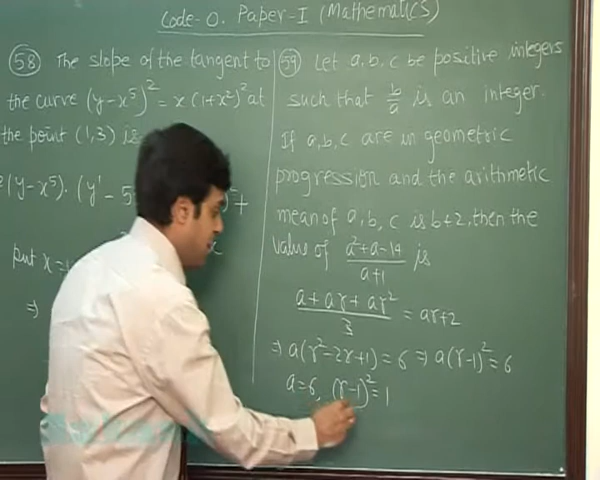 Code-0. Paper-I (Mathematics)
58 The slope of the tangent to
the curve (y-x⁵)² = x(1+x²)² at
the point (1,3) is
(y-x⁵).(y'-5
put x=
⇒
59 Let a,b,c be positive integers
such that b/a is an integer.
If a,b,c are in geometric
progression and the arithmetic
mean of a,b,c is b+2, then the
value of (a²+a-14)/(a+1) is
(a+ar+ar²)/3 = ar+2
⇒ a(r²-2r+1) = 6 ⇒ a(r-1)² = 6
a=6, (r-1)² = 1